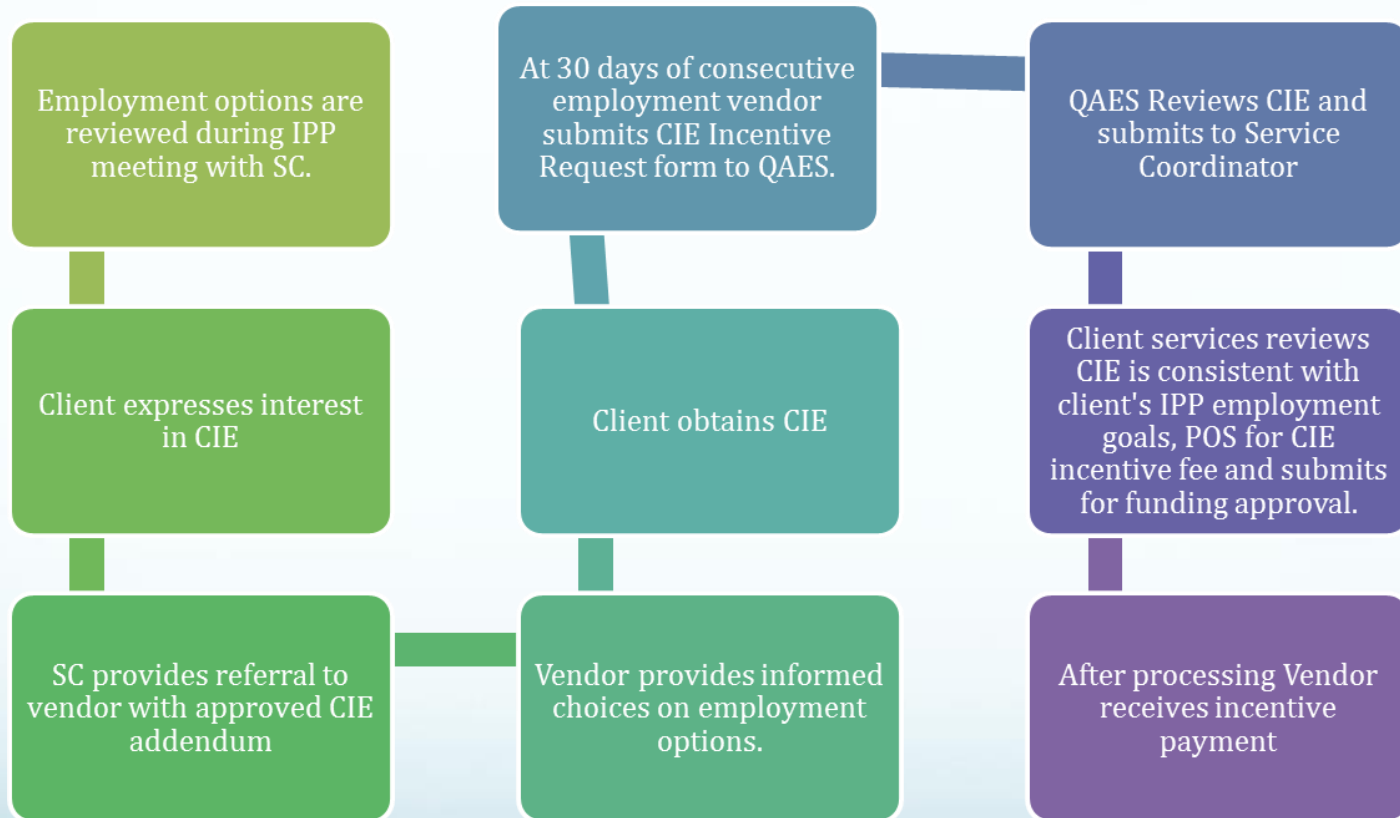 Employment options are
reviewed during IPP
meeting with SC.
Client expresses interest
in CIE
SC provides referral to
vendor with approved CIE
addendum
Vendor provides informed
choices on employment
options.
Client obtains CIE
At 30 days of consecutive
employment vendor
submits CIE Incentive
Request form to QAES.
QAES Reviews CIE and
submits to Service
Coordinator
Client services reviews
CIE is consistent with
client's IPP employment
goals, POS for CIE
incentive fee and submits
for funding approval.
After processing Vendor
receives incentive
payment